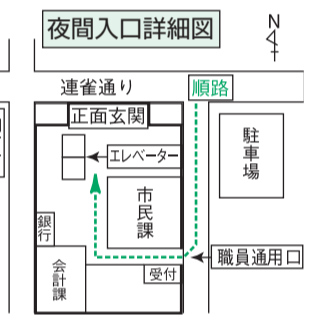 夜間入口詳細図
N
連雀通り
順路
正面玄関
エレベーター
駐車場
市民課
銀行
職員通用口
受付
会計課